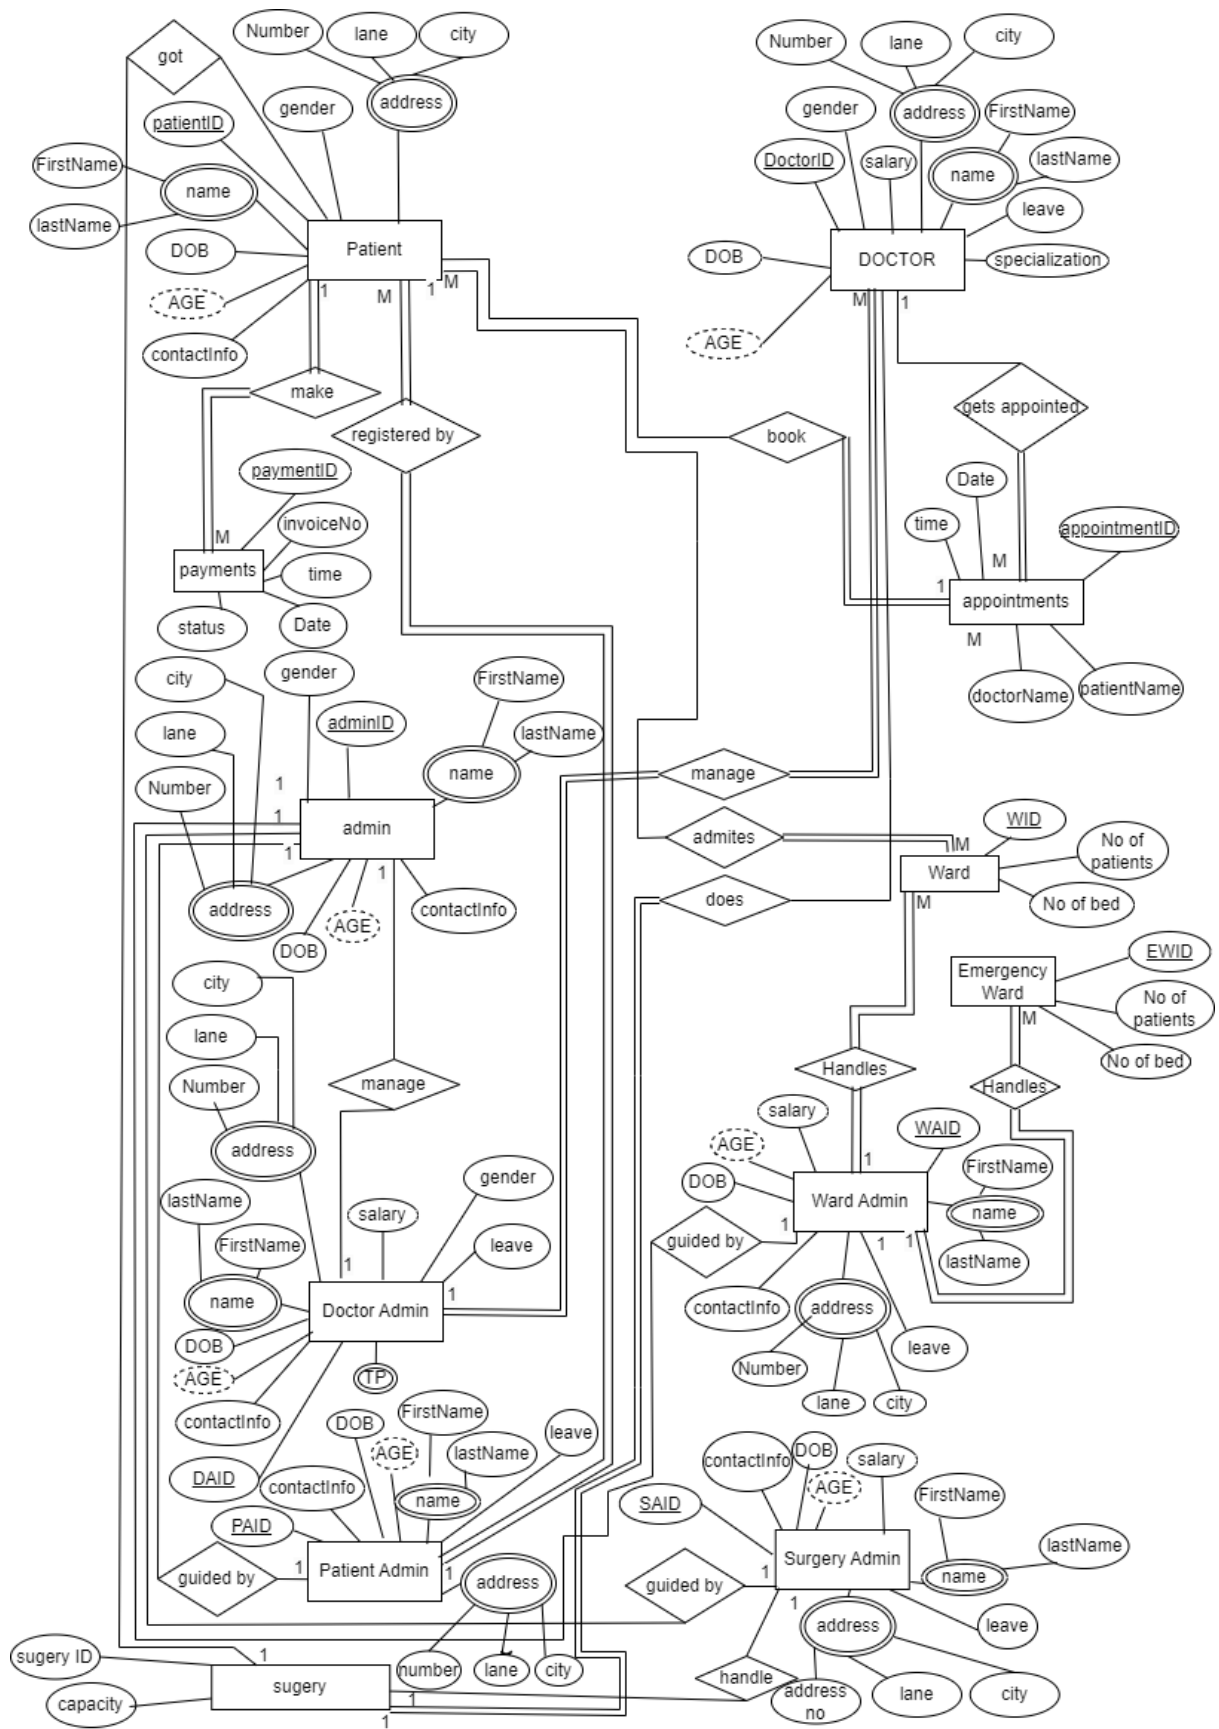 got
Number
lane
city
address
gender
patientID
FirstName
name
lastName
DOB
AGE
contactInfo
Patient
1
M
1
M
make
registered by
paymentID
invoiceNo
M
payments
time
status
Date
Number
lane
city
address
gender
FirstName
DoctorID
salary
name
lastName
leave
DOB
DOCTOR
specialization
AGE
M
1
gets appointed
book
Date
time
appointmentID
M
1
appointments
M
doctorName
patientName
city
gender
FirstName
adminID
lastName
lane
name
Number
1
1
admin
1
1
address
AGE
contactInfo
DOB
manage
admites
does
WID
M
No of
patients
Ward
M
No of bed
Emergency
Ward
EWID
No of
patients
M
No of bed
Handles
Handles
city
lane
Number
manage
address
lastName
salary
gender
FirstName
leave
1
name
1
Doctor Admin
DOB
AGE
TP
contactInfo
DAID
salary
AGE
WAID
1
FirstName
DOB
Ward Admin
name
1
guided by
1
1
lastName
contactInfo
address
leave
Number
lane
city
DOB
FirstName
leave
AGE
lastName
contactInfo
name
PAID
1
Patient Admin
1
guided by
address
number
lane
city
contactInfo
DOB
salary
AGE
SAID
FirstName
lastName
Surgery Admin
1
guided by
name
1
address
leave
handle
address
no
lane
city
sugery ID
1
sugery
capacity
1
1